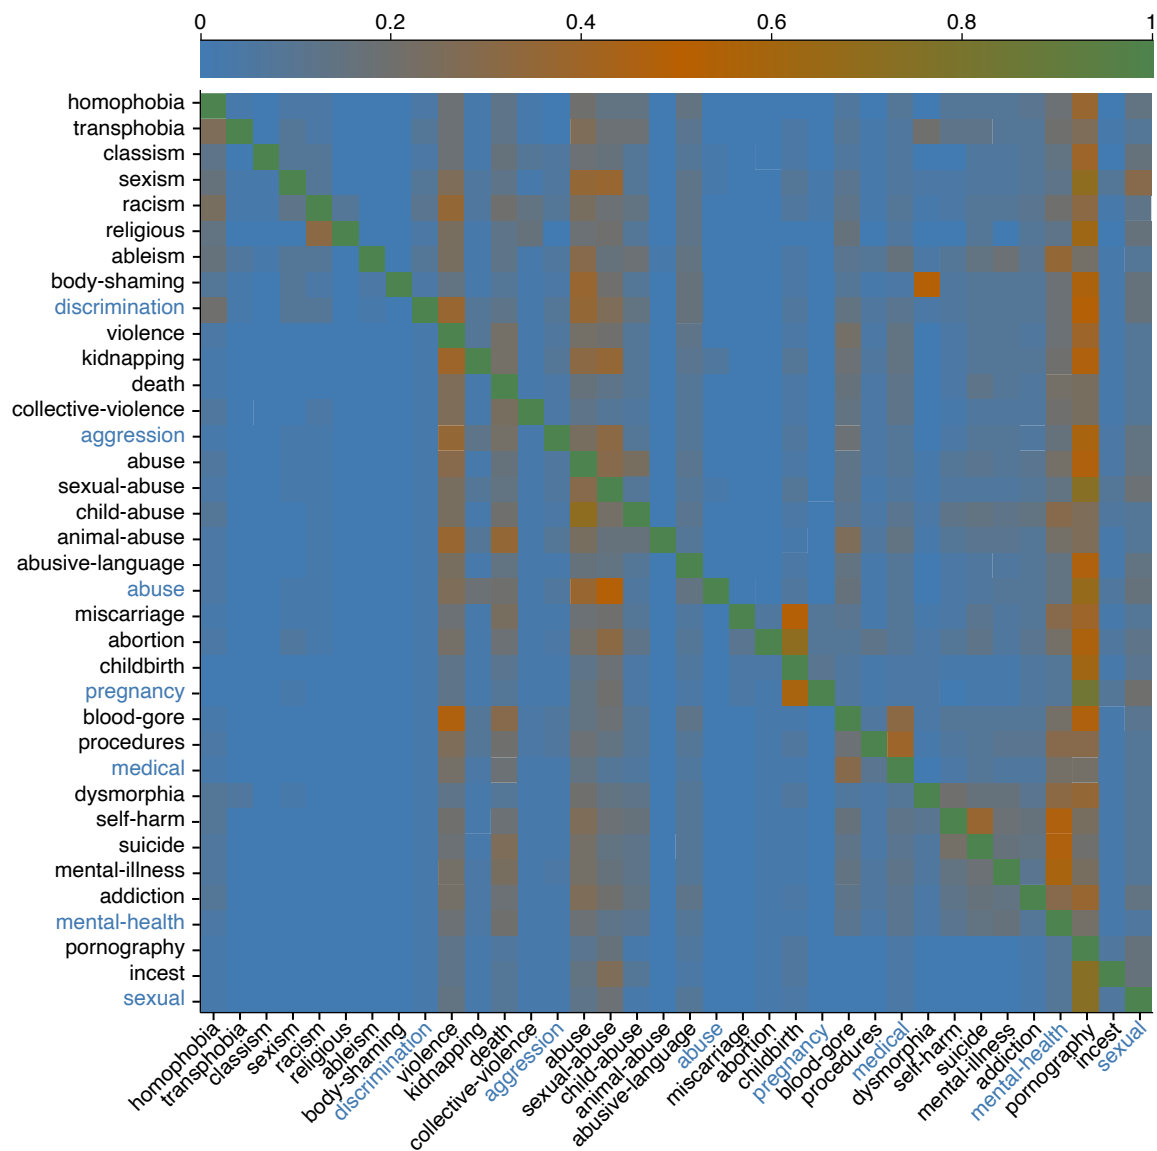 0 0.2 0.4 0.6 0.8 1
homophobia
transphobia
classism
sexism
racism
religious
ableism
body-shaming
discrimination
violence
kidnapping
death
collective-violence
aggression
abuse
sexual-abuse
child-abuse
animal-abuse
abusive-language
abuse
miscarriage
abortion
childbirth
pregnancy
blood-gore
procedures
medical
dysmorphia
self-harm
suicide
mental-illness
addiction
mental-health
pornography
incest
sexual
homophobia
transphobia
classism
sexism
racism
religious
ableism
body-shaming
discrimination
violence
kidnapping
death
collective-violence
aggression
abuse
sexual-abuse
child-abuse
animal-abuse
abusive-language
abuse
miscarriage
abortion
childbirth
pregnancy
blood-gore
procedures
medical
dysmorphia
self-harm
suicide
mental-illness
addiction
mental-health
pornography
incest
sexual